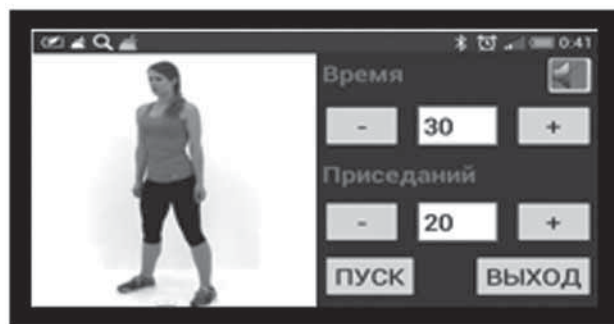 0:41
Время
- 30 +
Приседаний
- 20 +
ПУСК ВЫХОД